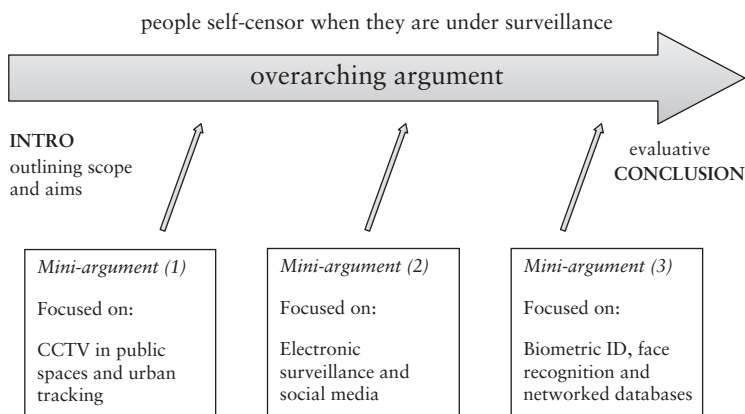 people self-censor when they are under surveillance
overarching argument
INTRO
outlining scope
and aims
evaluative
CONCLUSION
Mini-argument (1)
Focused on:
CCTV in public
spaces and urban
tracking
Mini-argument (2)
Focused on:
Electronic
surveillance and
social media
Mini-argument (3)
Focused on:
Biometric ID, face
recognition and
networked databases